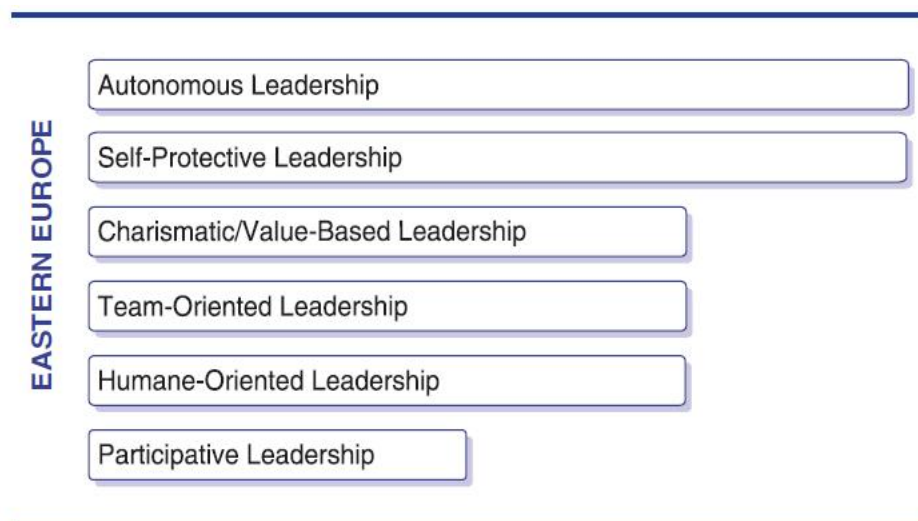 EASTERN EUROPE
Autonomous Leadership
Self-Protective Leadership
Charismatic/Value-Based Leadership
Team-Oriented Leadership
Humane-Oriented Leadership
Participative Leadership